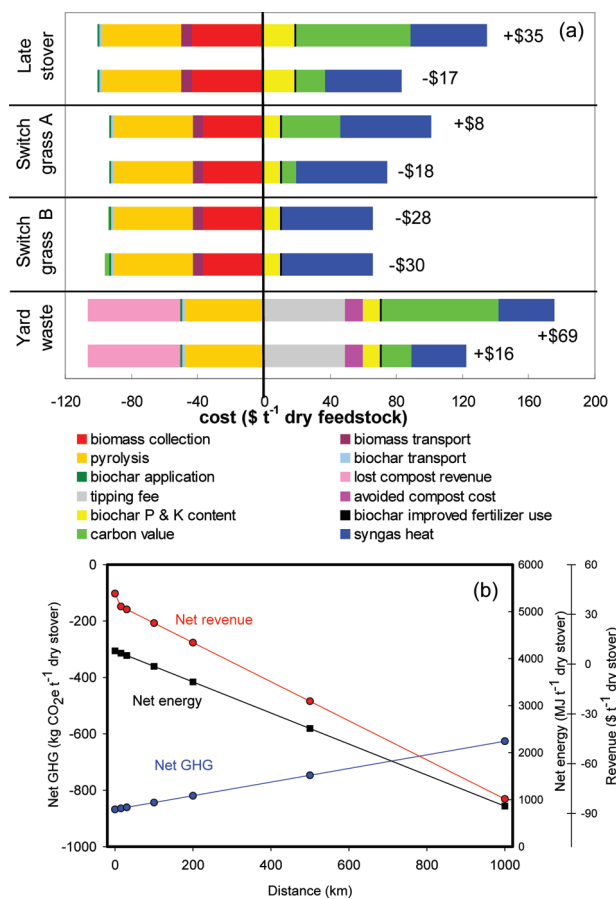 (a)
Late stover
+$35
-$17
Switch grass A
+$8
-$18
Switch grass B
-$28
-$30
Yard waste
+$69
+$16
-120 -80 -40 0 40 80 120 160 200
cost ($ t-1 dry feedstock)
biomass collection biomass transport
pyrolysis biochar transport
biochar application lost compost revenue
tipping fee avoided compost cost
biochar P & K content biochar improved fertilizer use
carbon value syngas heat
(b)
Net revenue
Net energy
Net GHG
Net GHG (kg CO2e t-1 dry stover)
0
-200
-400
-600
-800
-1000
0 200 400 600 800 1000
Distance (km)
6000
5000
4000
3000
2000
1000
0
Net energy (MJ t-1 dry stover)
60
30
0
-30
-60
-90
Revenue ($ t-1 dry stover)